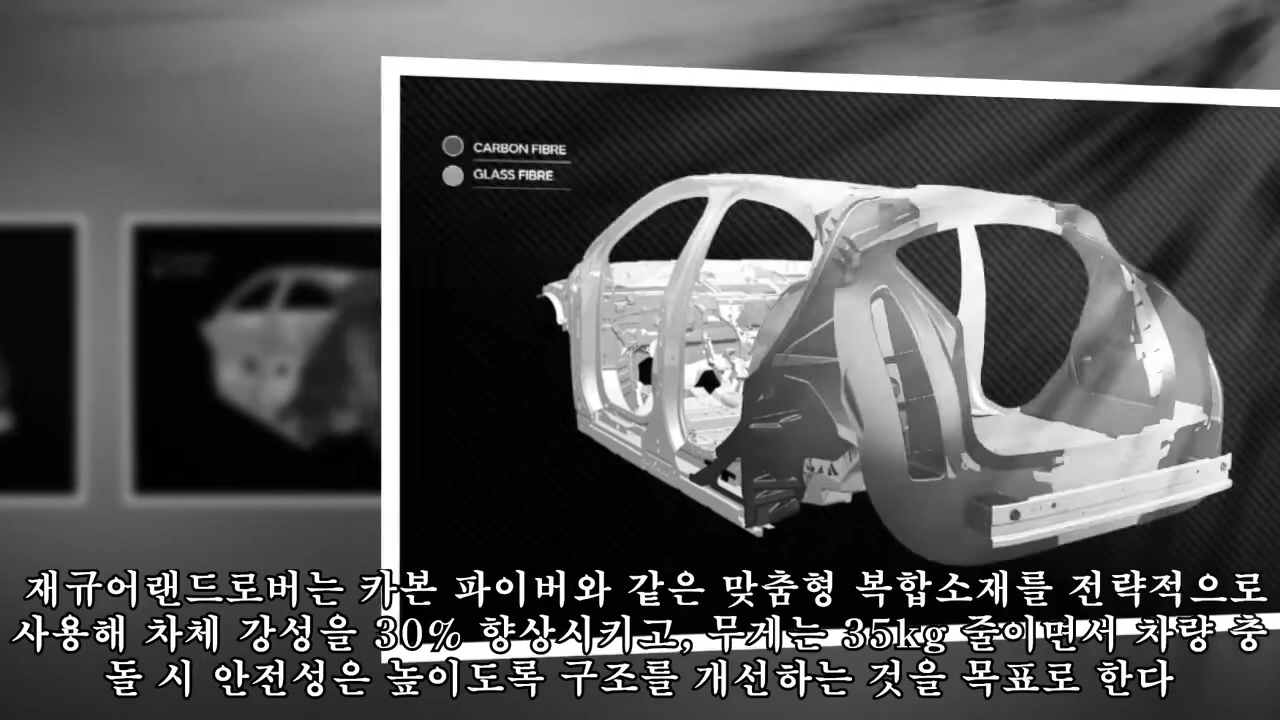 CARBON FIBRE
GLASS FIBRE
재규어랜드로버는 카본 파이버와 같은 맞춤형 복합소재를 전략적으로
사용해 차체 강성을 30% 향상시키고, 무게는 35kg 줄이면서 차량 충
돌 시 안전성은 높이도록 구조를 개선하는 것을 목표로 한다